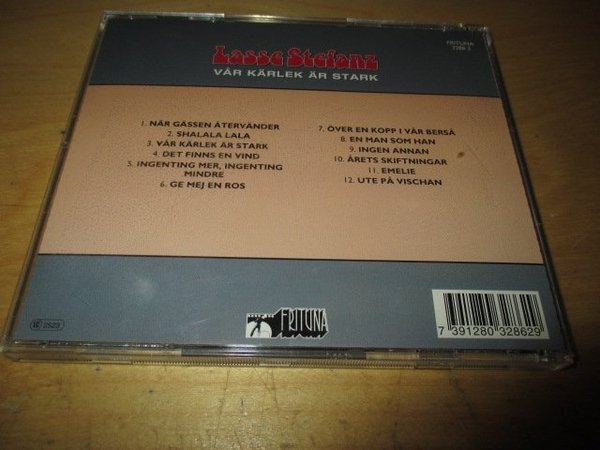 Lasse Stefanz
VÅR KÄRLEK ÄR STARK
FRITUNA
1. NÄR GÄSSEN ÅTERVÄNDER
2. SHALALA LALA
3. VÅR KÄRLEK ÄR STARK
4. DET FINNS EN VIND
5. INGENTING MER, INGENTING
MINDRE
6. GE MEJ EN ROS
7. ÖVER EN KOPP I VÅR BERSÅ
8. EN MAN SOM HAN
9. INGEN ANNAN
10. ÅRETS SKIFTNINGAR
11. EMELIE
12. UTE PÅ VISCHAN
FRITUNA
7 391280 328629